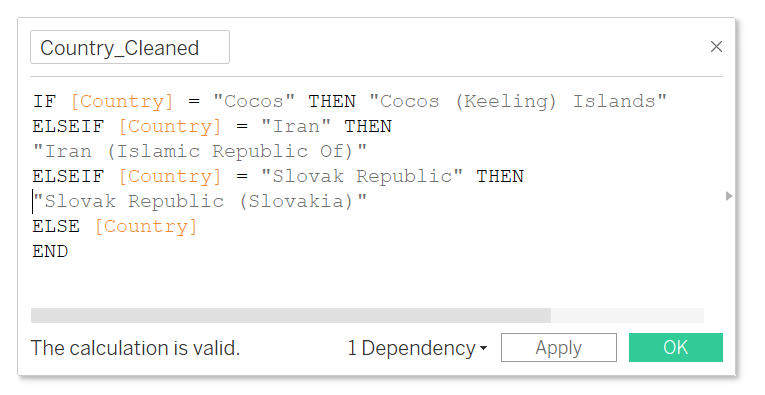 Country_Cleaned
IF [Country] = "Cocos" THEN "Cocos (Keeling) Islands"
ELSEIF [Country] = "Iran" THEN
"Iran (Islamic Republic Of)"
ELSEIF [Country] = "Slovak Republic" THEN
"Slovak Republic (Slovakia)"
ELSE [Country]
END
The calculation is valid. 1 Dependency Apply OK